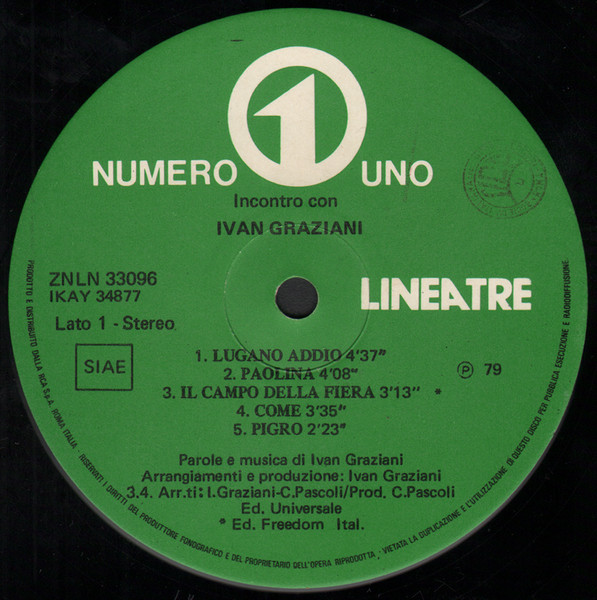 1
NUMERO UNO
Incontro con
IVAN GRAZIANI
ZNLN 33096
IKAY 34877
LINEATRE
Lato 1 - Stereo
SIAE
1. LUGANO ADDIO 4'37"
2. PAOLINA 4'08"
3. IL CAMPO DELLA FIERA 3'13" *
4. COME 3'35"
5. PIGRO 2'23"
Ⓟ 79
Parole e musica di Ivan Graziani
Arrangiamenti e produzione: Ivan Graziani
3.4. Arr.ti: I.Graziani-C.Pascoli/Prod. C.Pascoli
Ed. Universale
* Ed. Freedom Ital.
PRODOTTO E DISTRIBUITO DALLA RCA S.p.A. ROMA ITALIA - RISERVATI I DIRITTI DEL PRODUTTORE FONOGRAFICO E DEL PROPRIETARIO DELL'OPERA RIPRODOTTA, VIETATA LA DUPLICAZIONE E L'UTILIZZAZIONE DI QUESTO DISCO PER PUBBLICA ESECUZIONE E RADIODIFFUSIONE